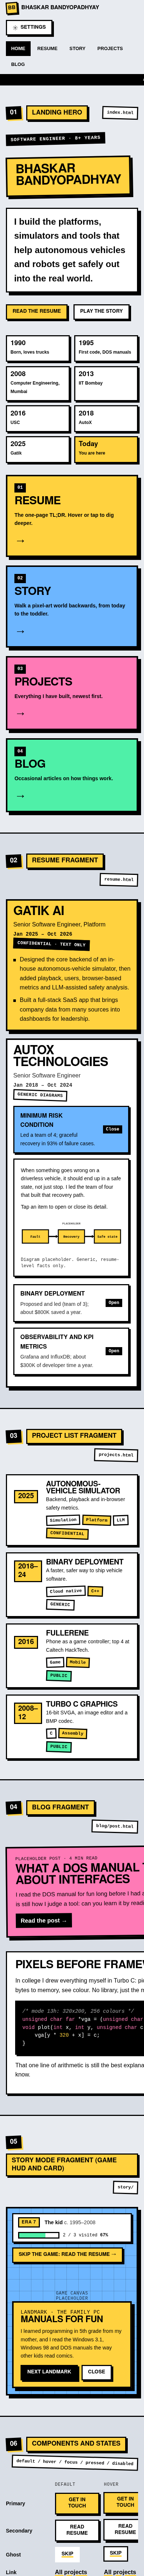 BB BHASKAR BANDYOPADHYAY
SETTINGS
HOME RESUME STORY PROJECTS
BLOG
01 LANDING HERO index.html
SOFTWARE ENGINEER · 8+ YEARS
BHASKAR
BANDYOPADHYAY
I build the platforms,
simulators and tools that
help autonomous vehicles
and robots get safely out
into the real world.
READ THE RESUME PLAY THE STORY
1990 1995
Born, loves trucks First code, DOS manuals
2008 2013
Computer Engineering, IIT Bombay
Mumbai
2016 2018
USC AutoX
2025 Today
Gatik You are here
01
RESUME
The one-page TL;DR. Hover or tap to dig
deeper.
→
02
STORY
Walk a pixel-art world backwards, from today
to the toddler.
→
03
PROJECTS
Everything I have built, newest first.
→
04
BLOG
Occasional articles on how things work.
→
02 RESUME FRAGMENT
resume.html
GATIK AI
Senior Software Engineer, Platform
Jan 2025 – Oct 2026
CONFIDENTIAL · TEXT ONLY
Designed the core backend of an in-
house autonomous-vehicle simulator, then
added plugins, users, browser-based
metrics and LLM-assisted safety analysis.
Built a full-stack SaaS app that brings
company data from many sources into
dashboards for leadership.
AUTOX
TECHNOLOGIES
Senior Software Engineer
Jan 2018 – Oct 2024
GENERIC DIAGRAMS
MINIMUM RISK
CONDITION
Led a team of 4; graceful
recovery in 93% of failure cases.
Close
When something goes wrong on a
driverless vehicle, it should end up in a safe
state, not just stop. I led the team of four
that built that recovery path.
Tap an item to open or close its detail.
PLACEHOLDER
Fault Recovery Safe state
Diagram placeholder. Generic, resume-
level facts only.
BINARY DEPLOYMENT
Proposed and led (team of 3);
about $800K saved a year.
Open
OBSERVABILITY AND KPI
METRICS
Grafana and InfluxDB; about
$300K of developer time a year.
Open
03 PROJECT LIST FRAGMENT
projects.html
2025 AUTONOMOUS-
VEHICLE SIMULATOR
Backend, playback and in-browser
safety metrics.
Simulation Platform LLM
CONFIDENTIAL
2018–
24
BINARY DEPLOYMENT
A faster, safer way to ship vehicle
software.
Cloud native C++
GENERIC
2016 FULLERENE
Phone as a game controller; top 4 at
Caltech HackTech.
Game Mobile
PUBLIC
2008–
12
TURBO C GRAPHICS
16-bit SVGA, an image editor and a
BMP codec.
C Assembly
PUBLIC
04 BLOG FRAGMENT
blog/post.html
PLACEHOLDER POST · 4 MIN READ
WHAT A DOS MANUAL
ABOUT INTERFACES
I read the DOS manual for fun long before I had
is still how I judge a tool: can you learn it by
Read the post →
PIXELS BEFORE
In college I drew everything myself in Turbo C:
bytes to memory, see colour. No library, just the
/* mode 13h: 320x200, 256 colours */
unsigned char far *vga = (unsigned
void plot(int x, int y, unsigned char
vga[y * 320 + x] = c;
}
That one line of arithmetic is still the best
know.
05
STORY MODE FRAGMENT (GAME
HUD AND CARD)
story/
ERA 7 The kid c. 1995–2008
2 / 3 visited 67%
SKIP THE GAME: READ THE RESUME →
GAME CANVAS
PLACEHOLDER
LANDMARK · THE FAMILY PC
MANUALS FOR FUN
I learned programming in 5th grade from my
mother, and I read the Windows 3.1,
Windows 98 and DOS manuals the way
other kids read comics.
NEXT LANDMARK CLOSE
06 COMPONENTS AND STATES
default / hover / focus / pressed / disabled
DEFAULT HOVER
Primary GET IN
TOUCH GET IN
TOUCH
Secondary READ
RESUME READ
RESUME
Ghost SKIP SKIP
Link All projects All projects